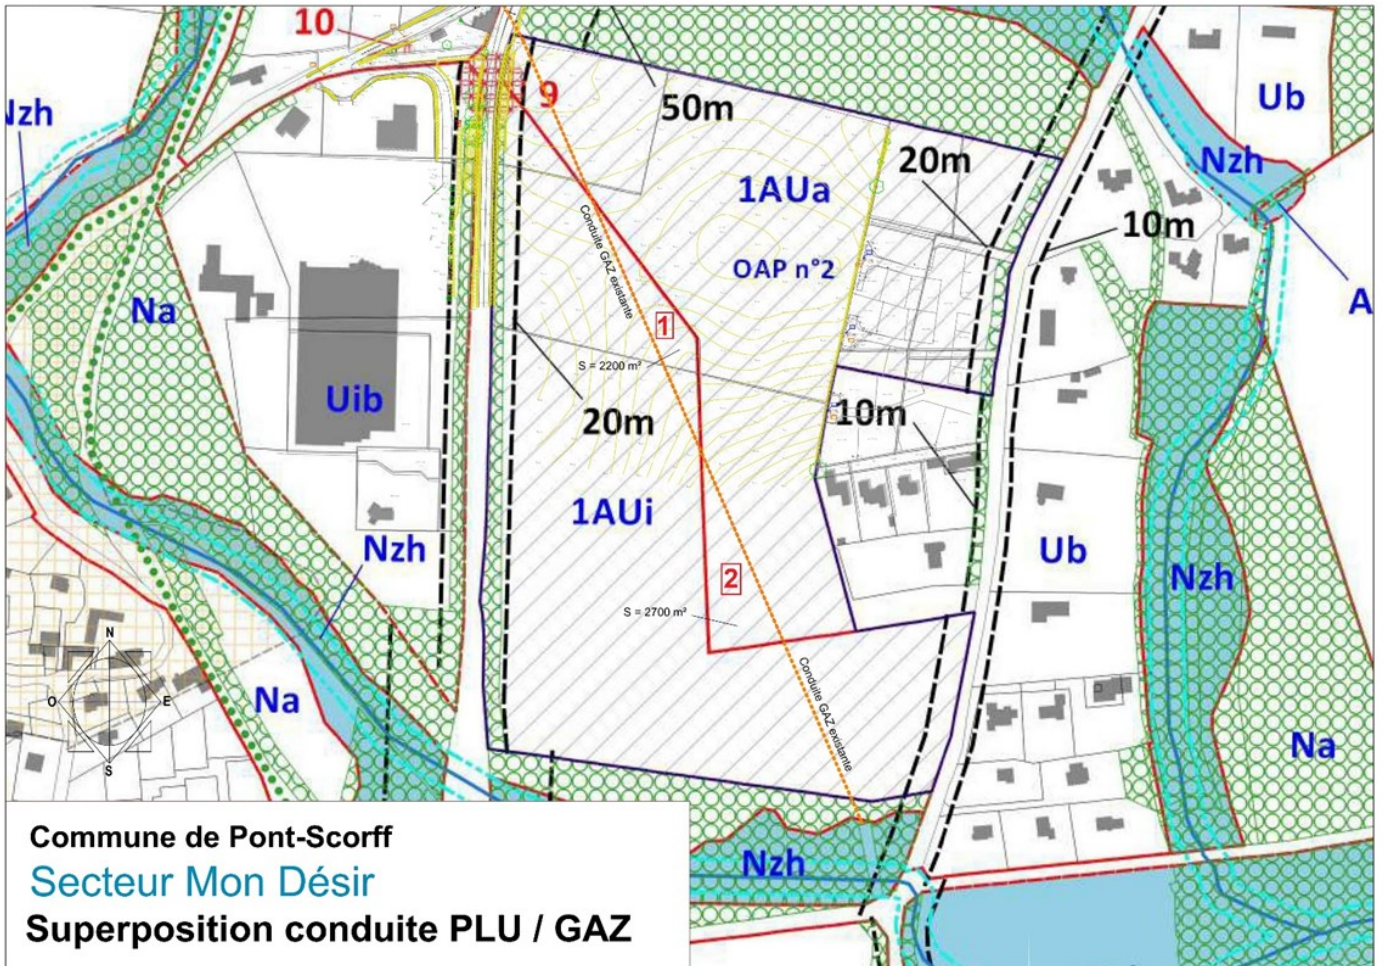 10
9
50m
Nzh
Ub
Nzh
20m
1AUa
10m
OAP n°2
Conduite GAZ existante
Na
A
1
S = 2200 m²
Uib
20m
10m
1AUi
Nzh
Ub
2
Nzh
S = 2700 m²
N
O
E
S
Na
Conduite GAZ existante
Na
Nzh
Commune de Pont-Scorff
Secteur Mon Désir
Superposition conduite PLU / GAZ